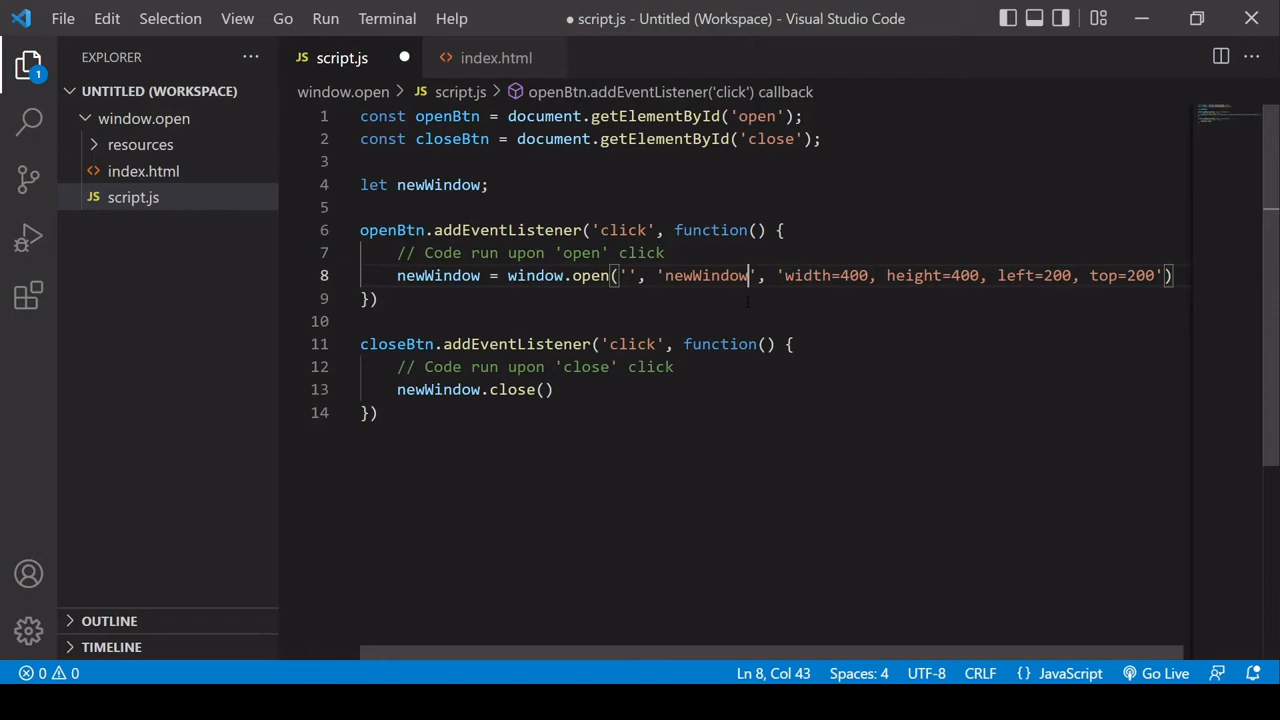 File Edit Selection View Go Run Terminal Help ● script.js - Untitled (Workspace) - Visual Studio Code
EXPLORER ···
JS script.js ● <> index.html ···
1
UNTITLED (WORKSPACE)
window.open
resources
<> index.html
JS script.js
window.open > JS script.js > openBtn.addEventListener('click') callback
1 const openBtn = document.getElementById('open');
2 const closeBtn = document.getElementById('close');
3
4 let newWindow;
5
6 openBtn.addEventListener('click', function() {
7 // Code run upon 'open' click
8 newWindow = window.open('', 'newWindow', 'width=400, height=400, left=200, top=200')
9 })
10
11 closeBtn.addEventListener('click', function() {
12 // Code run upon 'close' click
13 newWindow.close()
14 })
OUTLINE
TIMELINE
0 0 Ln 8, Col 43 Spaces: 4 UTF-8 CRLF {} JavaScript Go Live